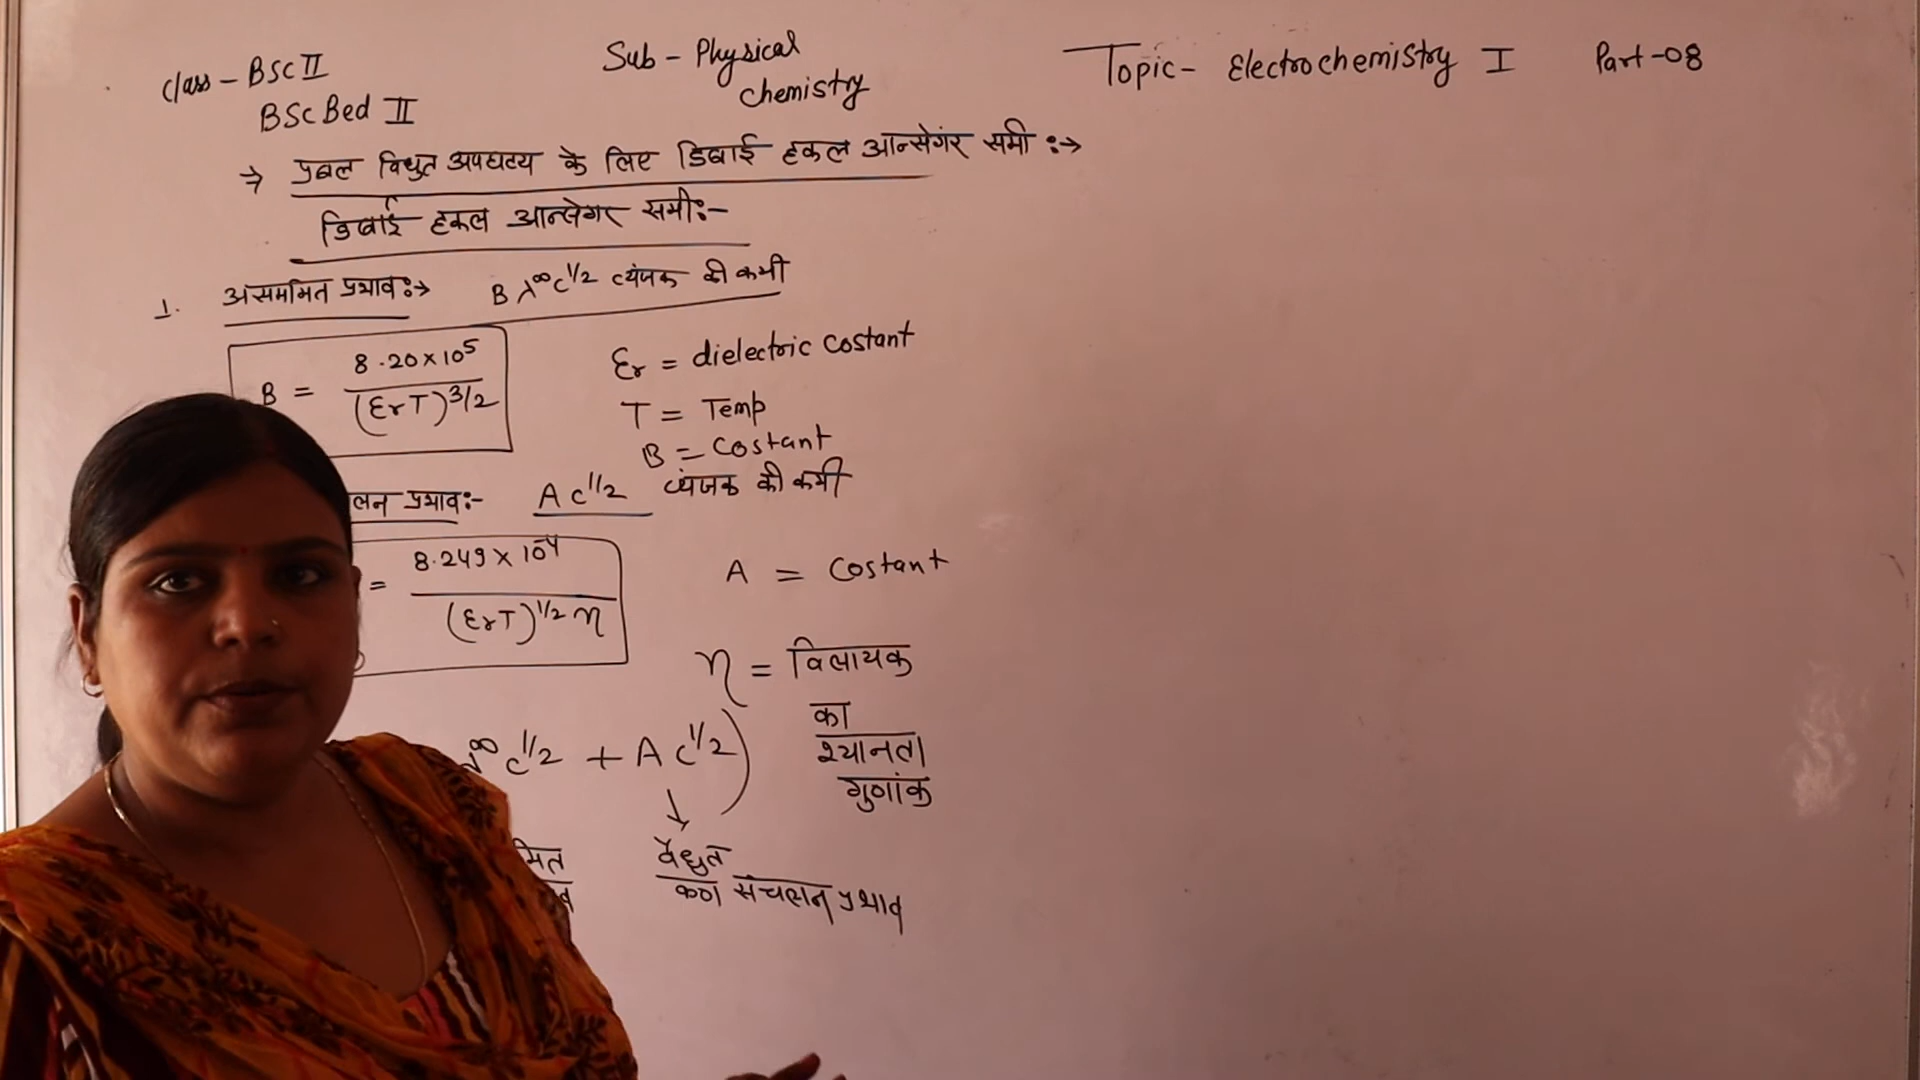 Class - BSc II
BSc Bed II
Sub - Physical
chemistry
Topic - Electrochemistry I Part-08
→ प्रबल विधुत अपघटय के लिए डिबाई हकल आन्सेगंर समी :→
डिबाई हकल आन्सेगर समी:-
1. असममित प्रभाव:→ B λ∞c1/2 व्यंजक की कमी
B = 8.20×10⁵ / (εrT)3/2
εr = dielectric costant
T = Temp
B = Costant
लन प्रभाव:- A c1/2 व्यंजक की कमी
= 8.249×10⁻⁴ / (εrT)1/2 η
A = Costant
η = विलायक
का
श्यानता
गुणांक
λ∞ c1/2 + A c1/2)
↓
मित
वैधुत
कण संचलन प्रभाव